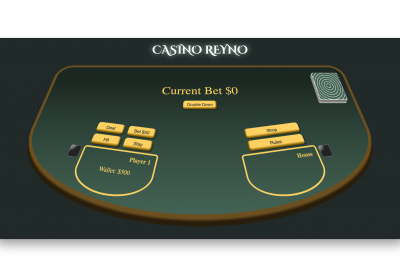 CASINO REYNO
Current Bet $0
Double Down
Deal
Bet $50
Hit
Stay
Shop
Rules
Player 1
Wallet: $500
House